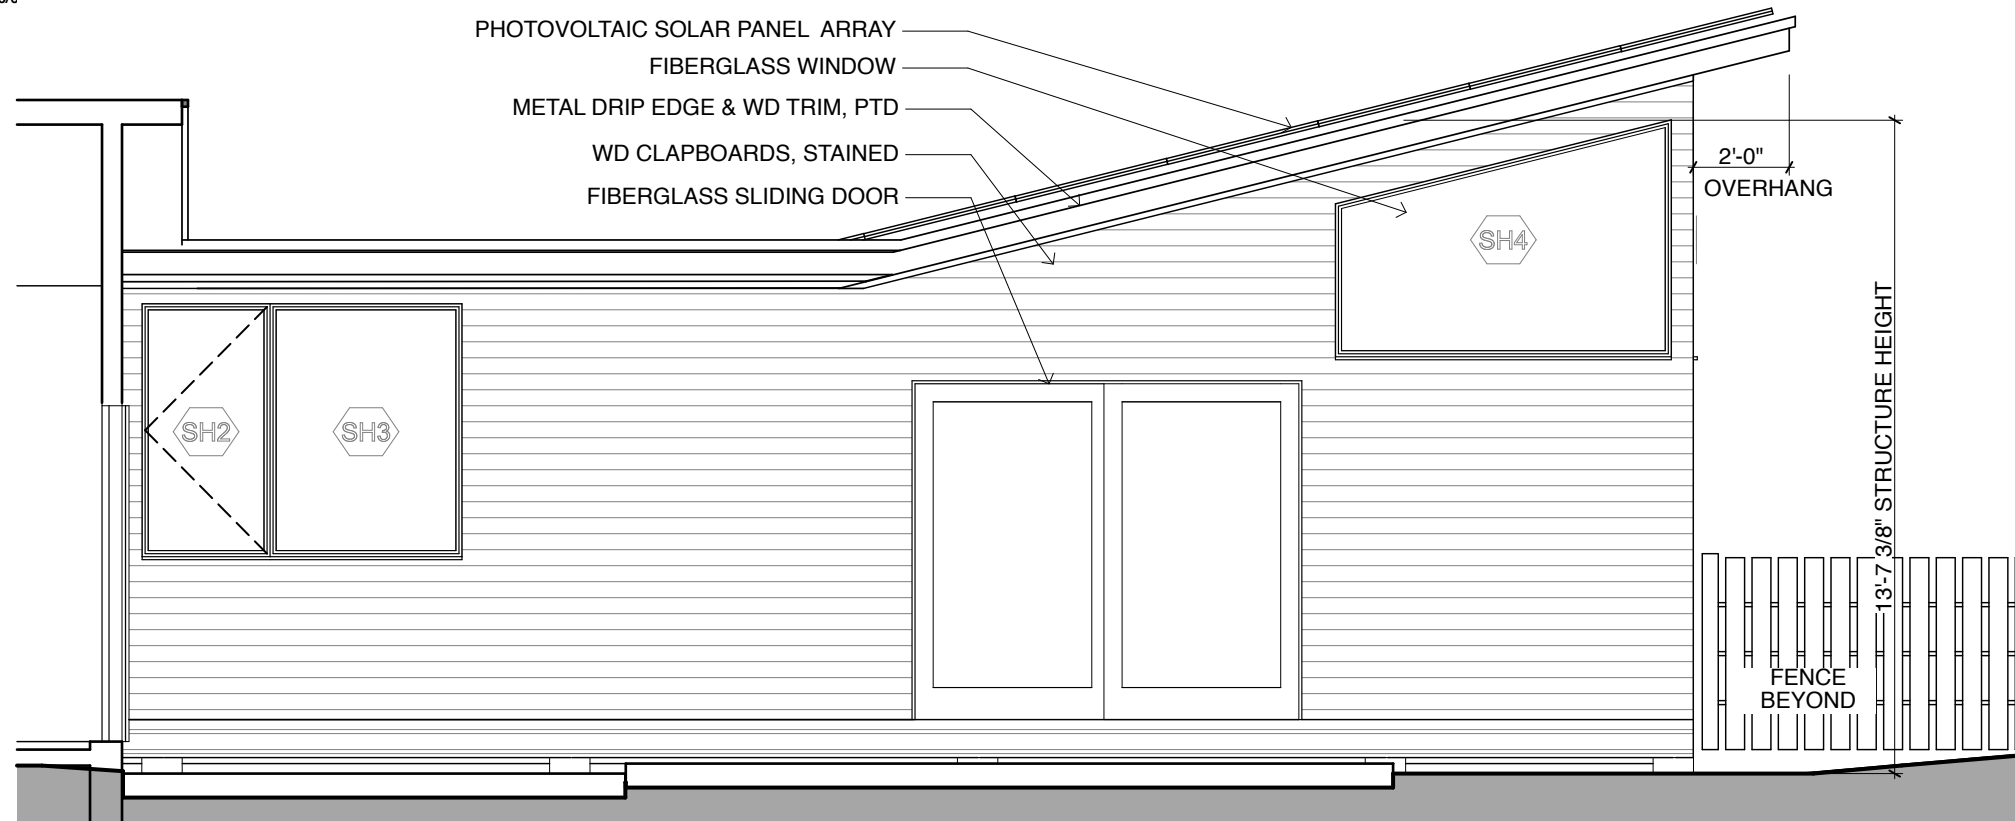 PHOTOVOLTAIC SOLAR PANEL ARRAY
FIBERGLASS WINDOW
METAL DRIP EDGE & WD TRIM, PTD
WD CLAPBOARDS, STAINED
FIBERGLASS SLIDING DOOR
2'-0"
OVERHANG
SH4
13'-7 3/8" STRUCTURE HEIGHT
SH2
SH3
FENCE
BEYOND